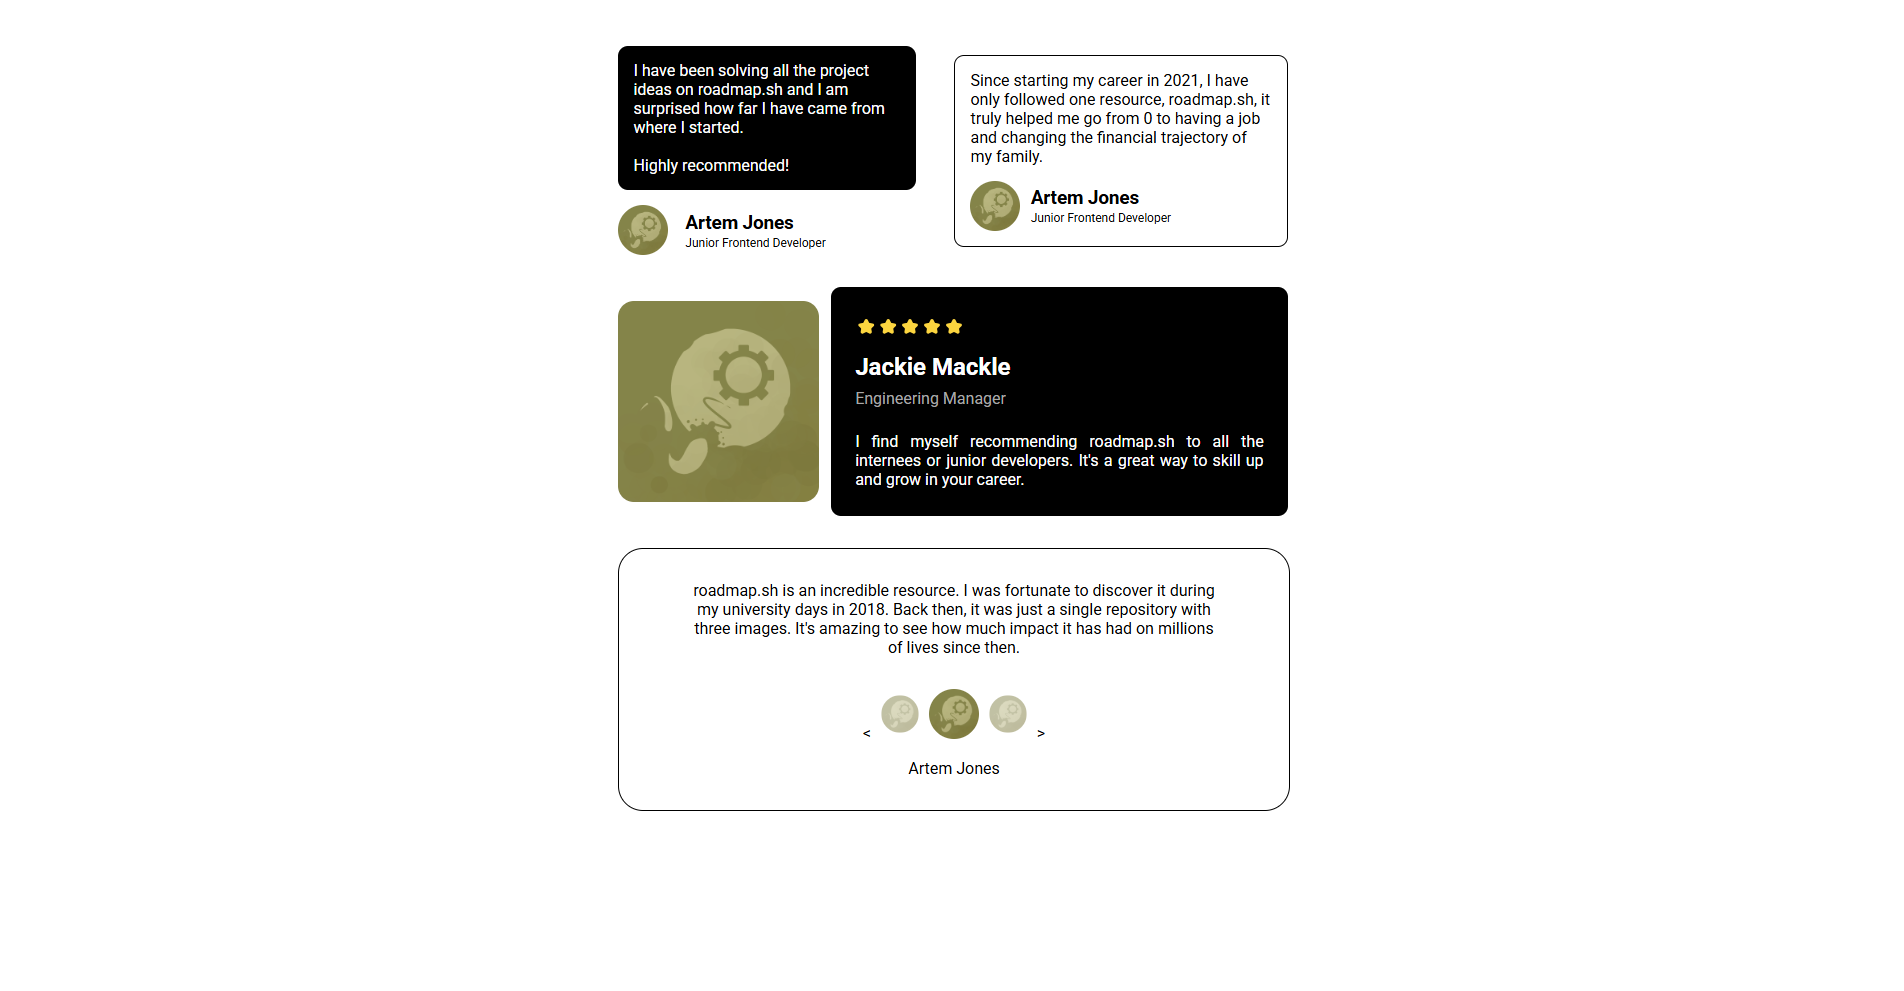 I have been solving all the project
ideas on roadmap.sh and I am
surprised how far I have came from
where I started.
Highly recommended!
Artem Jones
Junior Frontend Developer
Since starting my career in 2021, I have
only followed one resource, roadmap.sh, it
truly helped me go from 0 to having a job
and changing the financial trajectory of
my family.
Artem Jones
Junior Frontend Developer
Jackie Mackle
Engineering Manager
I find myself recommending roadmap.sh to all the
internees or junior developers. It's a great way to skill up
and grow in your career.
roadmap.sh is an incredible resource. I was fortunate to discover it during
my university days in 2018. Back then, it was just a single repository with
three images. It's amazing to see how much impact it has had on millions
of lives since then.
< >
Artem Jones